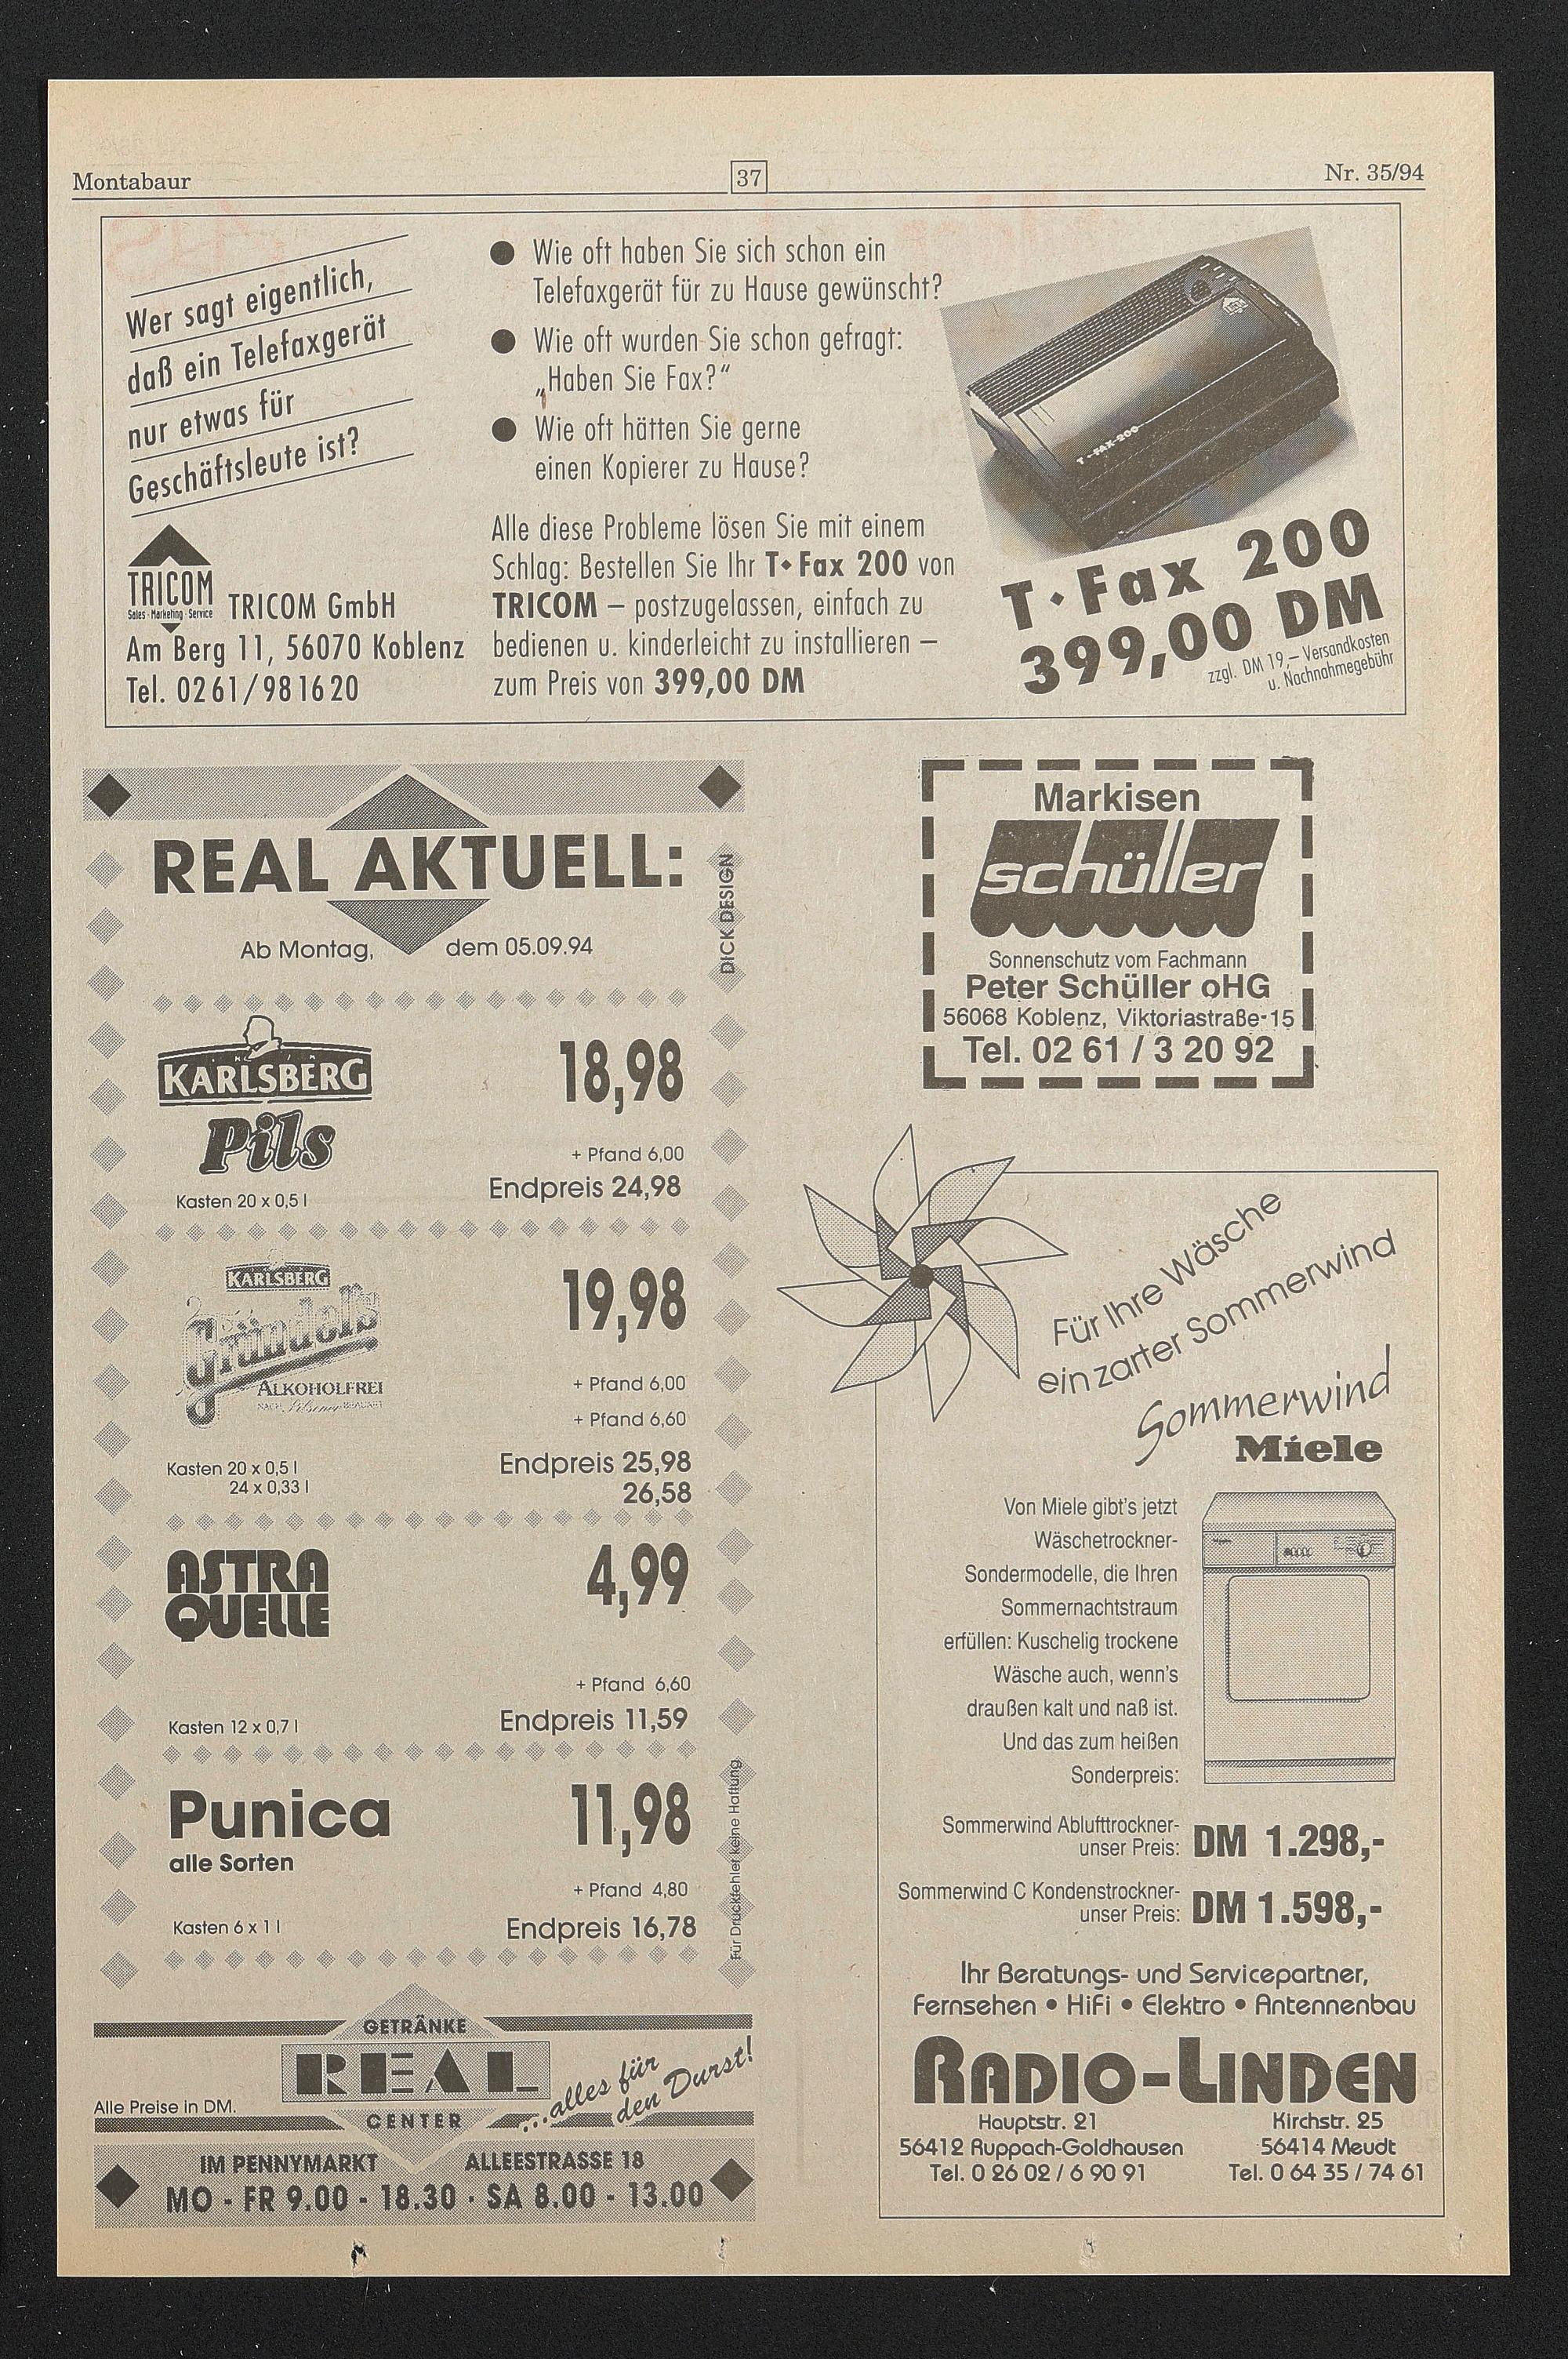 Montabaur
37
Nr. 35/94
Wer sagt eigentlich,
daß ein Telefaxgerät
nur etwas für
Geschäftsleute ist?
TRICOM
Sales · Marketing · Service
TRICOM GmbH
Am Berg 11, 56070 Koblenz
Tel. 0261/981620
● Wie oft haben Sie sich schon ein
Telefaxgerät für zu Hause gewünscht?
● Wie oft wurden Sie schon gefragt:
„Haben Sie Fax?“
● Wie oft hätten Sie gerne
einen Kopierer zu Hause?
Alle diese Probleme lösen Sie mit einem
Schlag: Bestellen Sie Ihr T·Fax 200 von
TRICOM – postzugelassen, einfach zu
bedienen u. kinderleicht zu installieren –
zum Preis von 399,00 DM
T·FAX-200
T·Fax 200
399,00 DM
zzgl. DM 19,– Versandkosten
u. Nachnahmegebühr
REAL AKTUELL:
Ab Montag, dem 05.09.94
DICK DESIGN
KARLSBERG
Pils
18,98
+ Pfand 6,00
Endpreis 24,98
Kasten 20 x 0,5 l
KARLSBERG
Gründel's
ALKOHOLFREI
19,98
+ Pfand 6,00
+ Pfand 6,60
Kasten 20 x 0,5 l
24 x 0,33 l
Endpreis 25,98
26,58
ASTRA
QUELLE
4,99
+ Pfand 6,60
Kasten 12 x 0,7 l
Endpreis 11,59
Punica
alle Sorten
11,98
+ Pfand 4,80
Kasten 6 x 1 l
Endpreis 16,78
Für Druckfehler keine Haftung
GETRÄNKE
REAL
CENTER
...alles für
den Durst!
Alle Preise in DM.
IM PENNYMARKT ALLEESTRASSE 18
MO - FR 9.00 - 18.30 · SA 8.00 - 13.00
Markisen
schüller
Sonnenschutz vom Fachmann
Peter Schüller oHG
56068 Koblenz, Viktoriastraße 15
Tel. 02 61 / 3 20 92
Für Ihre Wäsche
ein zarter Sommerwind
Sommerwind
Miele
Von Miele gibt's jetzt
Wäschetrockner-
Sondermodelle, die Ihren
Sommernachtstraum
erfüllen: Kuschelig trockene
Wäsche auch, wenn's
draußen kalt und naß ist.
Und das zum heißen
Sonderpreis:
Sommerwind Ablufttrockner-
unser Preis: DM 1.298,-
Sommerwind C Kondenstrockner-
unser Preis: DM 1.598,-
Ihr Beratungs- und Servicepartner,
Fernsehen • HiFi • Elektro • Antennenbau
RADIO-LINDEN
Hauptstr. 21
56412 Ruppach-Goldhausen
Tel. 0 26 02 / 6 90 91
Kirchstr. 25
56414 Meudt
Tel. 0 64 35 / 74 61